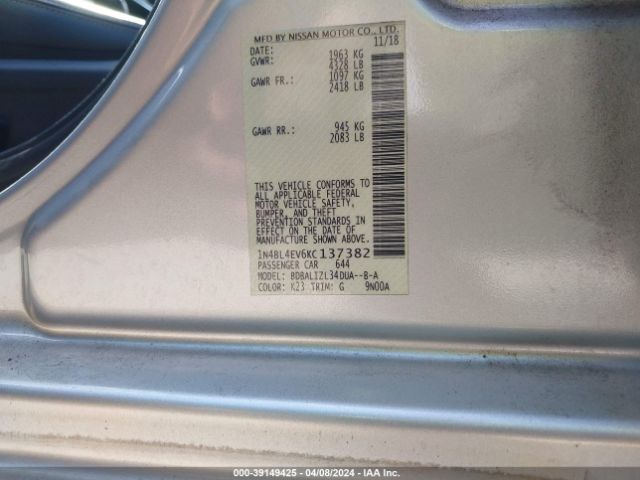 MFD BY NISSAN MOTOR CO., LTD.
DATE: 11/18
GVWR: 1963 KG
4328 LB
GAWR FR.: 1097 KG
2418 LB
GAWR RR.: 945 KG
2083 LB
THIS VEHICLE CONFORMS TO
ALL APPLICABLE FEDERAL
MOTOR VEHICLE SAFETY,
BUMPER, AND THEFT
PREVENTION STANDARDS IN
EFFECT ON THE DATE OF
MANUFACTURE SHOWN ABOVE.
1N4BL4EV6KC137382
PASSENGER CAR 644
MODEL: BDBALIZL34DUA--B-A
COLOR: K23 TRIM: G 9N00A
000-39149425 | 04/08/2024 | IAA Inc.